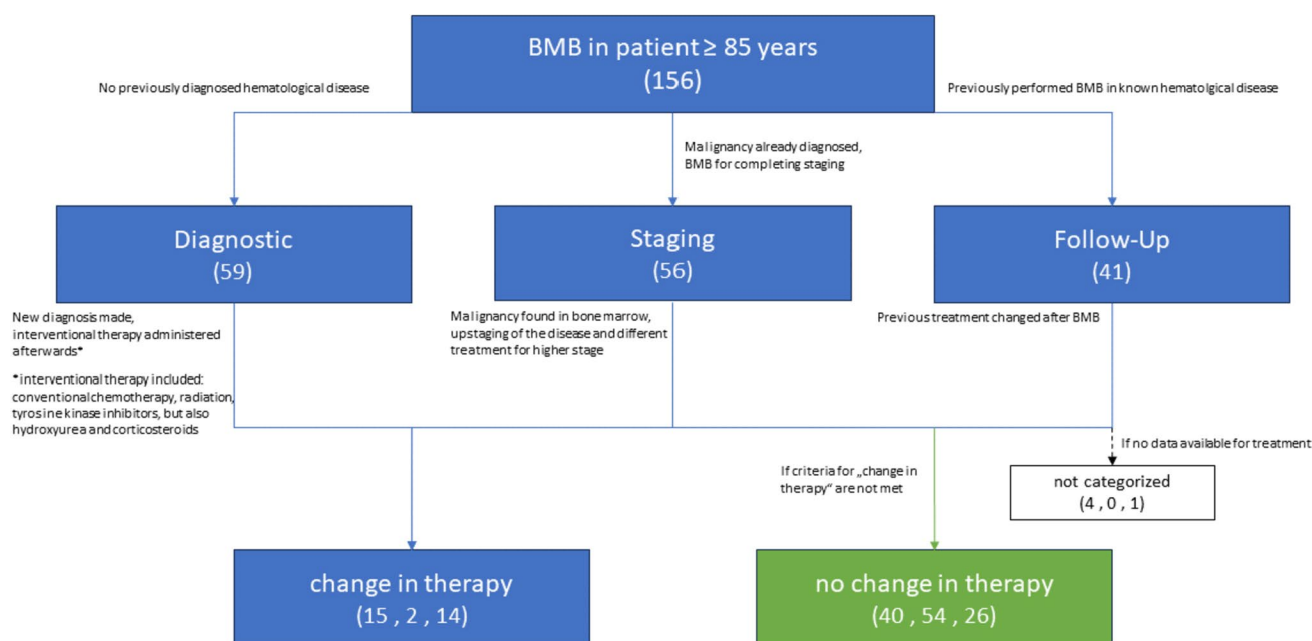 BMB in patient ≥ 85 years
(156)
No previously diagnosed hematological disease
Previously performed BMB in known hematolgical disease
Malignancy already diagnosed,
BMB for completing staging
Diagnostic
(59)
Staging
(56)
Follow-Up
(41)
New diagnosis made,
interventional therapy administered
afterwards*
*interventional therapy included:
conventional chemotherapy, radiation,
tyrosine kinase inhibitors, but also
hydroxyurea and corticosteroids
Malignancy found in bone marrow,
upstaging of the disease and different
treatment for higher stage
Previous treatment changed after BMB
If no data available for treatment
If criteria for „change in
therapy“ are not met
not categorized
(4 , 0 , 1)
change in therapy
(15 , 2 , 14)
no change in therapy
(40 , 54 , 26)